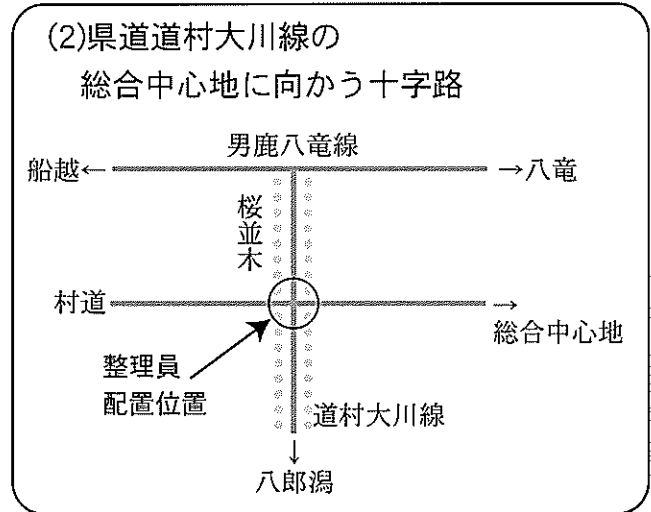 (2)県道道村大川線の
総合中心地に向かう十字路
男鹿八竜線
船越←
→八竜
桜並木
村道
→
総合中心地
整理員
配置位置
道村大川線
↓
八郎潟